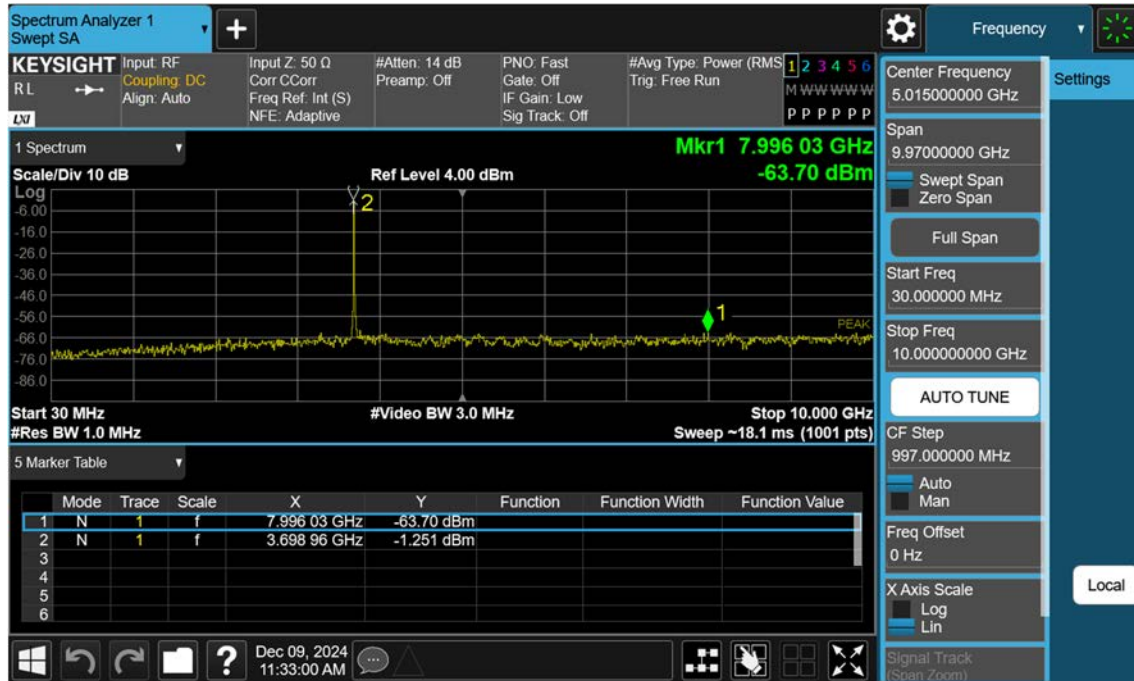 Spectrum Analyzer 1
Swept SA
Frequency
KEYSIGHT
R L
LXI
Input: RF
Coupling: DC
Align: Auto
Input Z: 50 Ω
Corr CCorr
Freq Ref: Int (S)
NFE: Adaptive
#Atten: 14 dB
Preamp: Off
PNO: Fast
Gate: Off
IF Gain: Low
Sig Track: Off
#Avg Type: Power (RMS
Trig: Free Run
1 2 3 4 5 6
M W W W W W
P P P P P P
1 Spectrum
Mkr1 7.996 03 GHz
Scale/Div 10 dB
Ref Level 4.00 dBm
-63.70 dBm
Log
2
-6.00
-16.0
-26.0
-36.0
-46.0
-56.0
1
PEAK
-66.0
-76.0
-86.0
Start 30 MHz
#Video BW 3.0 MHz
Stop 10.000 GHz
#Res BW 1.0 MHz
Sweep ~18.1 ms (1001 pts)
5 Marker Table
Mode Trace Scale X Y Function Function Width Function Value
1 N 1 f 7.996 03 GHz -63.70 dBm
2 N 1 f 3.698 96 GHz -1.251 dBm
3
4
5
6
Dec 09, 2024
11:33:00 AM
?
Center Frequency
5.015000000 GHz
Span
9.97000000 GHz
Swept Span
Zero Span
Full Span
Start Freq
30.000000 MHz
Stop Freq
10.000000000 GHz
AUTO TUNE
CF Step
997.000000 MHz
Auto
Man
Freq Offset
0 Hz
X Axis Scale
Log
Lin
Signal Track
(Span Zoom)
Settings
Local